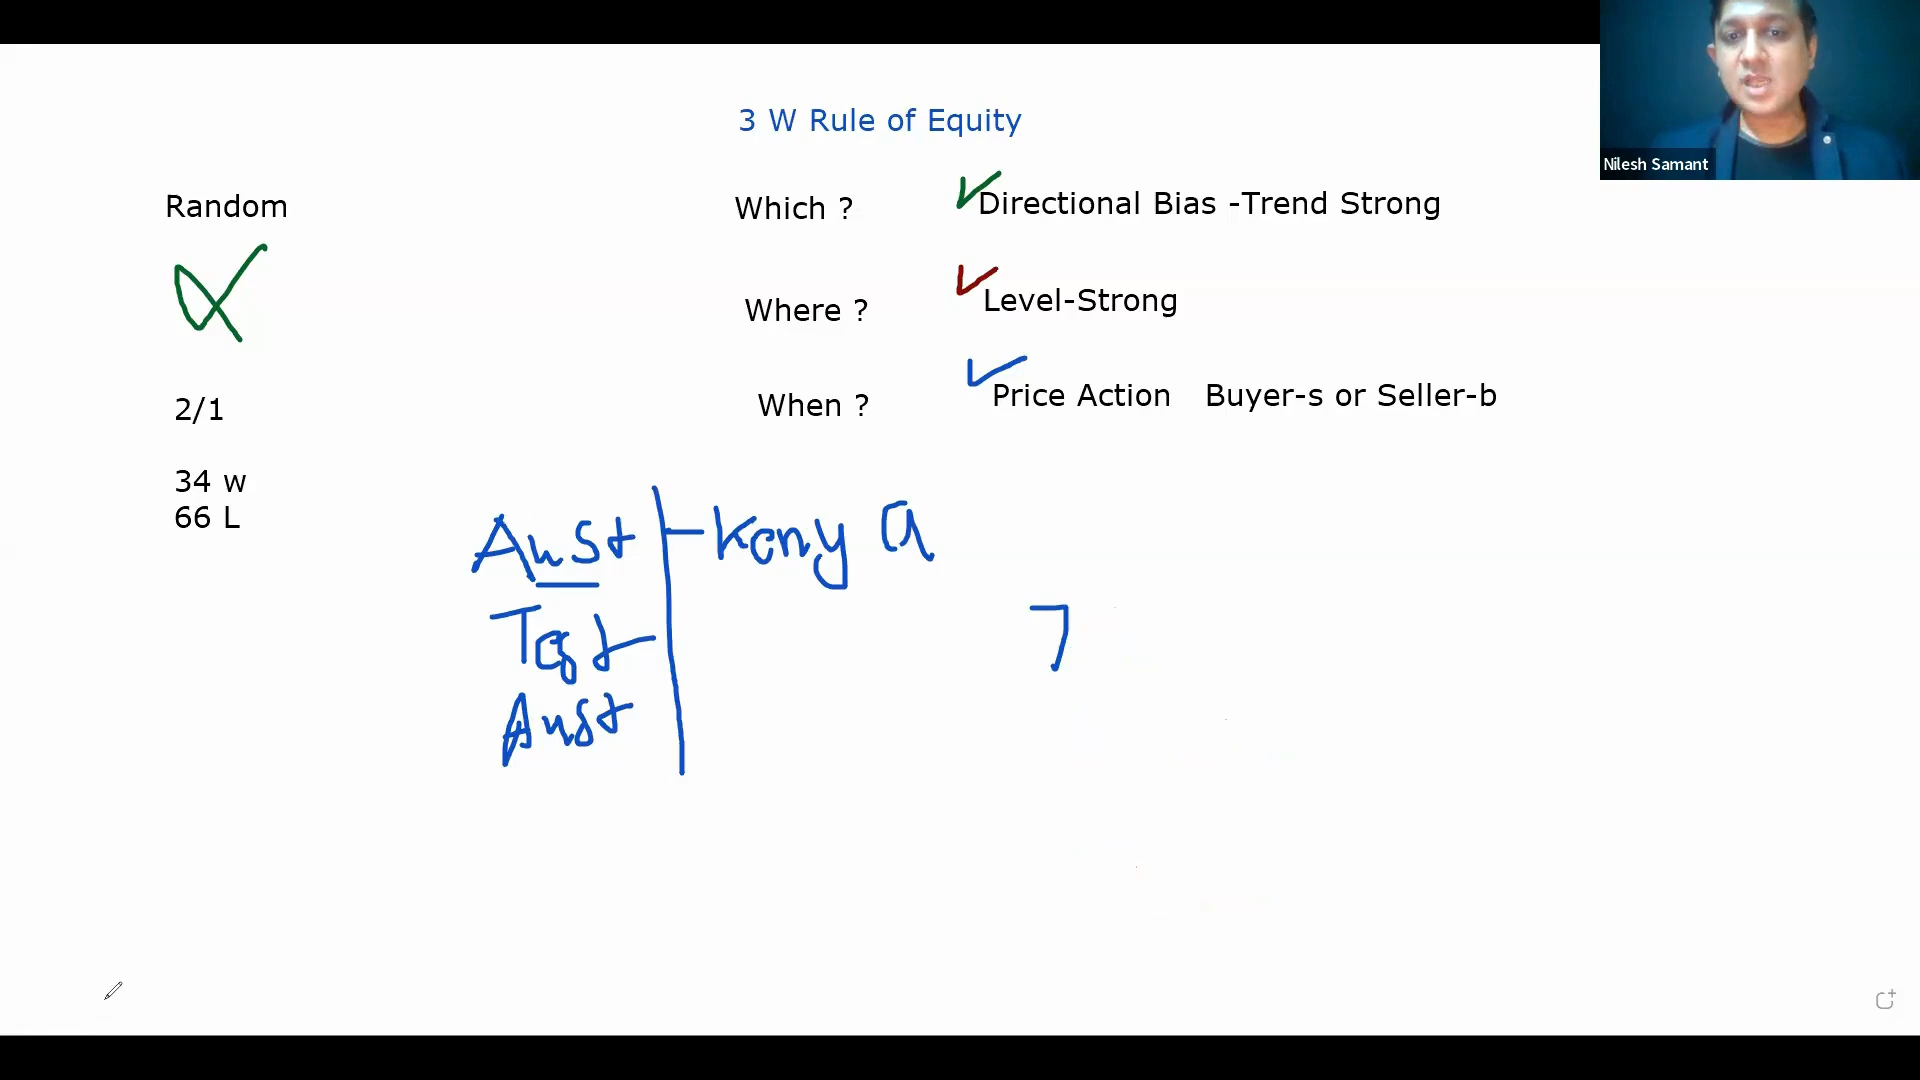 3 W Rule of Equity
Nilesh Samant
Random
Which ? Directional Bias -Trend Strong
Where ? Level-Strong
When ? Price Action Buyer-s or Seller-b
2/1
34 w
66 L
Aust Keny a
Test
Aust
7